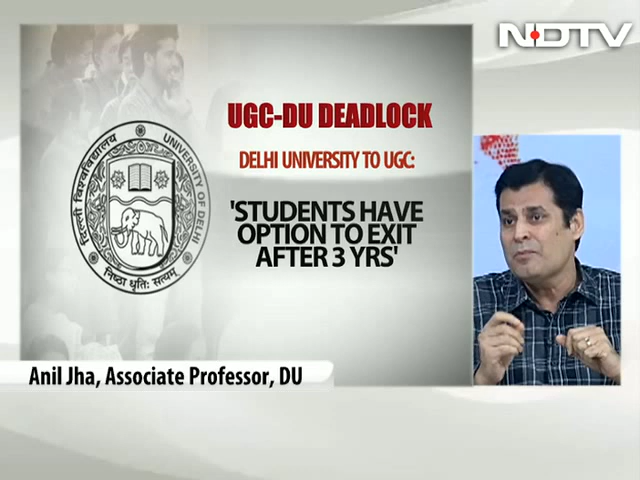 NDTV
UGC-DU DEADLOCK
DELHI UNIVERSITY TO UGC:
'STUDENTS HAVE
OPTION TO EXIT
AFTER 3 YRS'
दिल्ली विश्वविद्यालय
UNIVERSITY OF DELHI
निष्ठा धृति: सत्यम्
Anil Jha, Associate Professor, DU